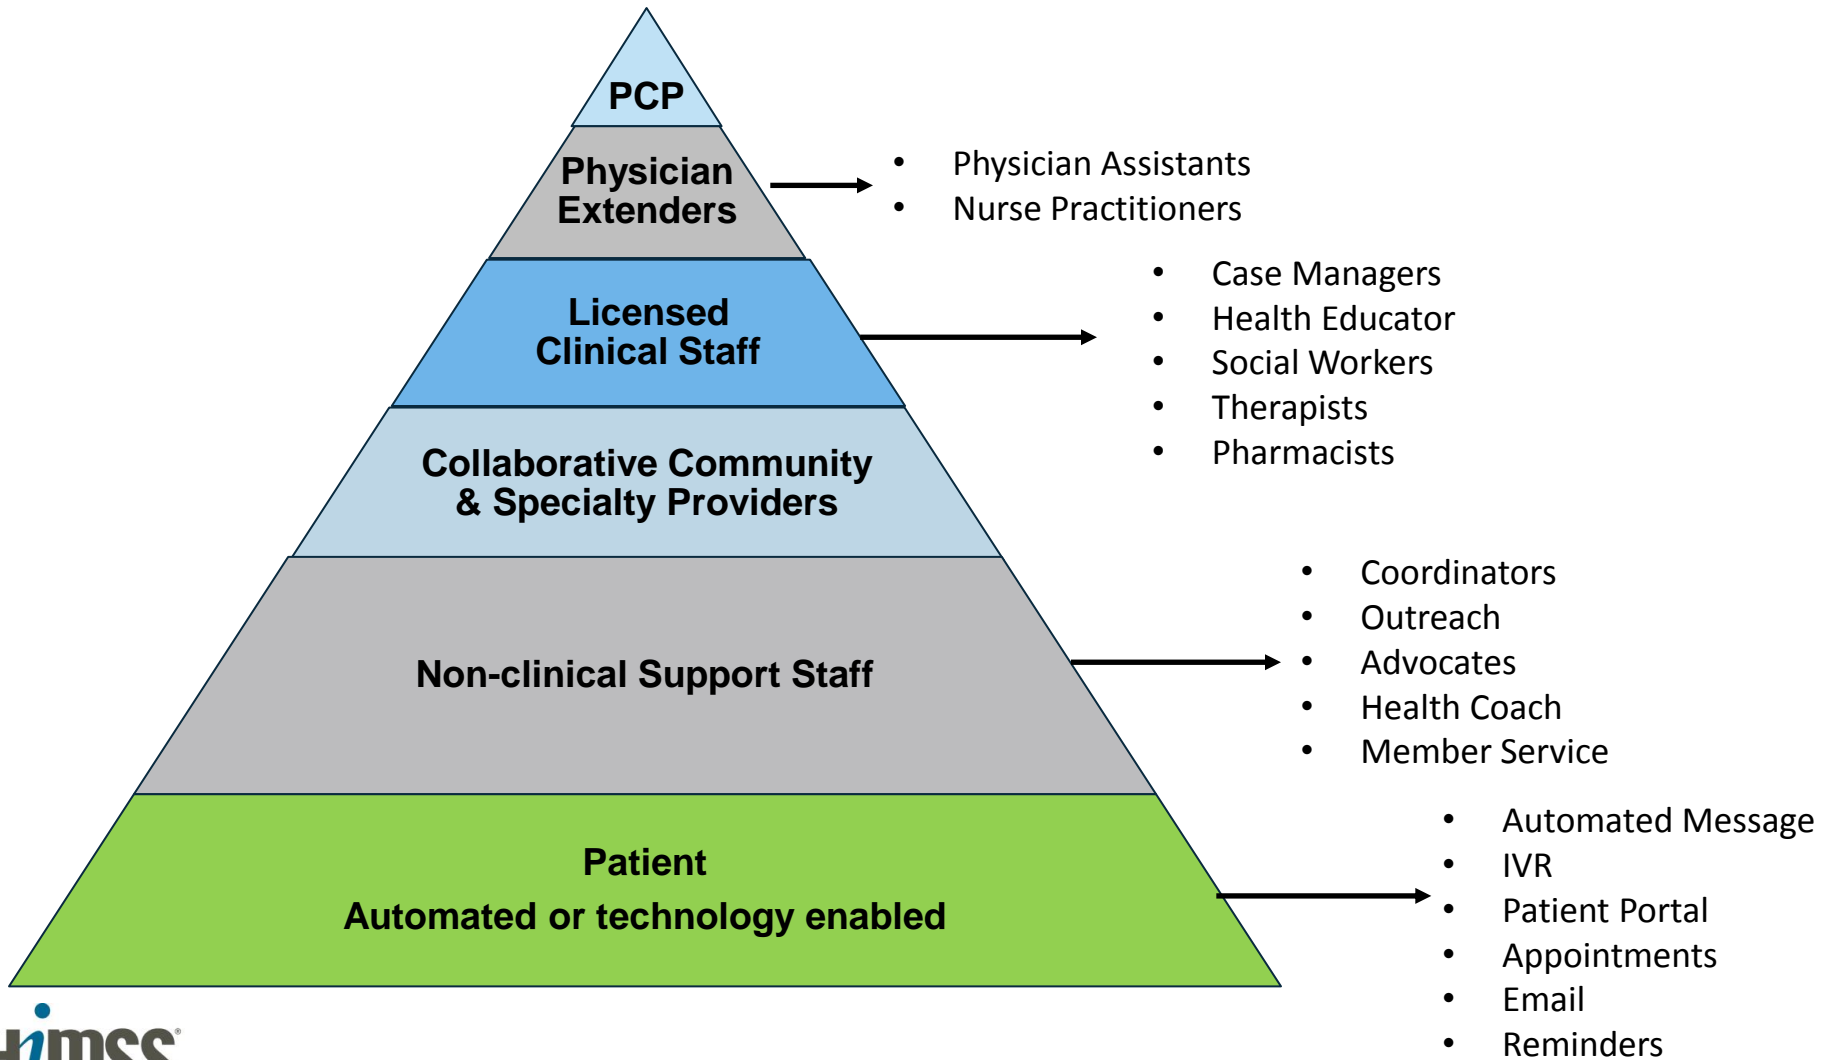 PCP
Physician
Extenders
• Physician Assistants
• Nurse Practitioners
Licensed
Clinical Staff
• Case Managers
• Health Educator
• Social Workers
• Therapists
• Pharmacists
Collaborative Community
& Specialty Providers
Non-clinical Support Staff
• Coordinators
• Outreach
• Advocates
• Health Coach
• Member Service
Patient
Automated or technology enabled
• Automated Message
• IVR
• Patient Portal
• Appointments
• Email
• Reminders
himss®